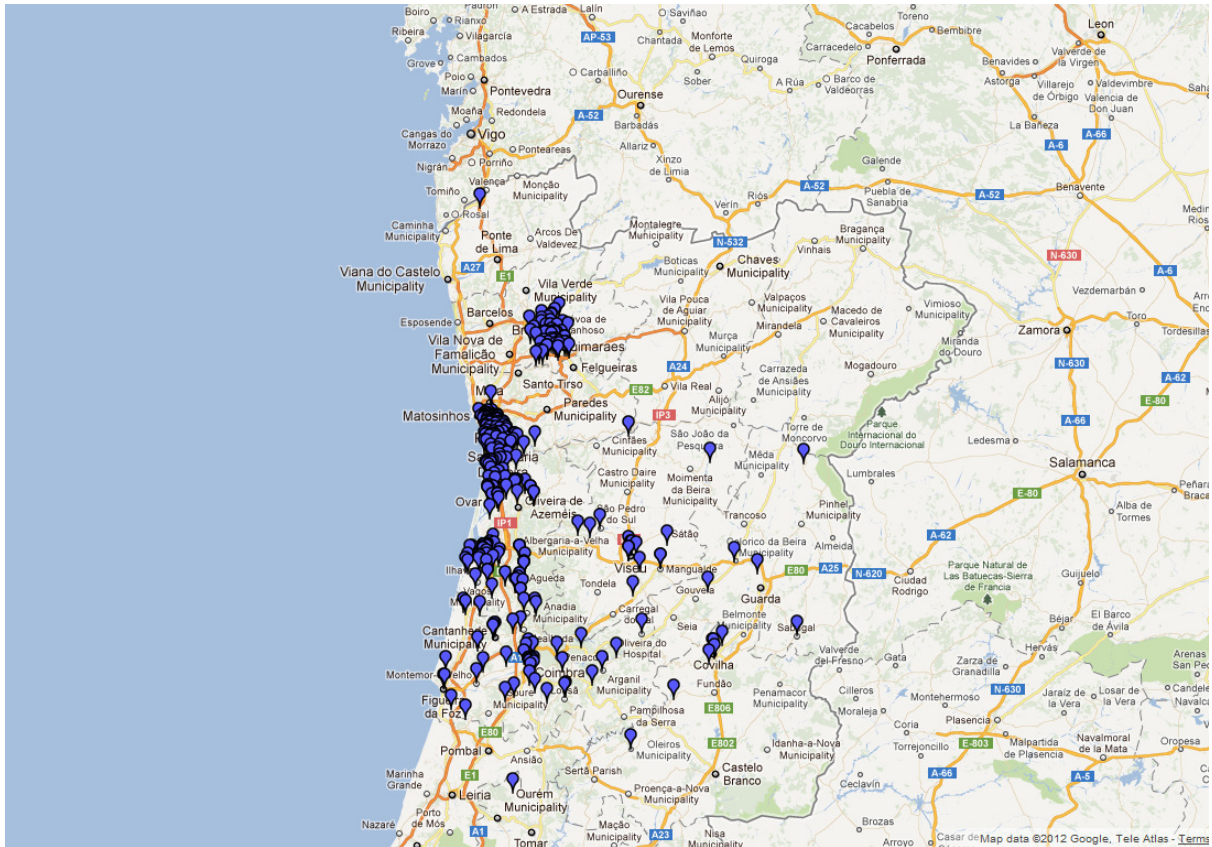 Boiro
Rianxo
A Estrada
Lalín
Saviñao
Toreno
Bembibre
Leon
Ribeira
Vilagarcía
AP-53
Chantada
Monforte
de Lemos
Cacabelos
Carracedelo
Ponferrada
Valverde de
la Virgen
Grove
Cambados
Quiroga
Benavides
Astorga
Poio
Marín
Pontevedra
O Carballiño
Sober
A Rúa
O Barco de
Valdeorras
Villarejo
de Órbigo
Valdevimbre
Valencia de
Don Juan
Moaña
Redondela
Ourense
A-52
Barbadás
La Bañeza
A-66
Cangas do
Morrazo
Vigo
Ponteareas
Allariz
Xinzo
de Limia
A-6
Nigrán
Porriño
Galende
Puebla de
Sanabria
A-52
A-52
Benavente
Tomiño
Valença
Monção
Municipality
Verín
Riós
O Rosal
Caminha
Municipality
Ponte
de Lima
Arcos De
Valdevez
Montalegre
Municipality
N-532
Vinhais
Bragança
Municipality
N-630
A27
E1
Boticas
Municipality
Chaves
Municipality
A-6
Viana do Castelo
Municipality
Vila Verde
Municipality
Vila Pouca
de Aguiar
Municipality
Valpaços
Municipality
Macedo de
Cavaleiros
Municipality
Vimioso
Municipality
Vezdemarbán
Esposende
Barcelos
Mirandela
Miranda
do Douro
Zamora
Tordesillas
Vila Nova de
Famalicão
Municipality
Murça
Municipality
A24
N-630
Felgueiras
Carrazeda
de Ansiães
Municipality
Mogadouro
A-62
Santo Tirso
E82
Vila Real
Alijó
Municipality
Matosinhos
Paredes
Municipality
IP3
Torre de
Moncorvo
Parque
Internacional do
Douro Internacional
A-66
E-80
Cinfães
Municipality
São João da
Pesqueira
Ledesma
Castro Daire
Municipality
Moimenta
da Beira
Municipality
Mêda
Municipality
Lumbrales
Salamanca
E-80
Peñaranda
Ovar
Oliveira de
Azeméis
São Pedro
do Sul
Pinhel
Municipality
Alba de
Tormes
IP1
Albergaria-a-Velha
Municipality
Sátão
Trancoso
Celorico da Beira
Municipality
Almeida
A-62
Ilhavo
Viseu
Mangualde
E80
A25
N-620
Ciudad
Rodrigo
Parque Natural de
Las Batuecas-Sierra
de Francia
Guijuelo
Vagos
Agueda
Tondela
Gouveia
Guarda
Anadia
Municipality
Carregal
do Sal
Seia
Belmonte
Municipality
Sabugal
El Barco
de Ávila
Béjar
Cantanhede
Municipality
Oliveira do
Hospital
Valverde
del Fresno
Gata
Zarza de
Granadilla
Hervás
Arenas
Montemor-o-Velho
Coimbra
Penacova
Covilha
Figueira
da Foz
Lousã
Arganil
Municipality
Fundão
Penamacor
Municipality
Cilleros
Moraleja
Montehermoso
N-630
Jaraíz de
la Vera
Losar de
la Vera
Pampilhosa
da Serra
E806
Coria
Plasencia
E80
Pombal
Oleiros
Municipality
E802
Idanha-a-Nova
Municipality
Torrejoncillo
E-803
Malpartida
de Plasencia
Navalmoral
de la Mata
Oropesa
Ansião
Marinha
Grande
E1
Leiria
Sertã Parish
Castelo
Branco
Ceclavín
A-66
A-5
Ourém
Municipality
Proença-a-Nova
Municipality
Nazaré
Porto
de Mós
A1
Tomar
Mação
Municipality
A23
Nisa
Brozas
Arroyo
Map data ©2012 Google, Tele Atlas - Terms